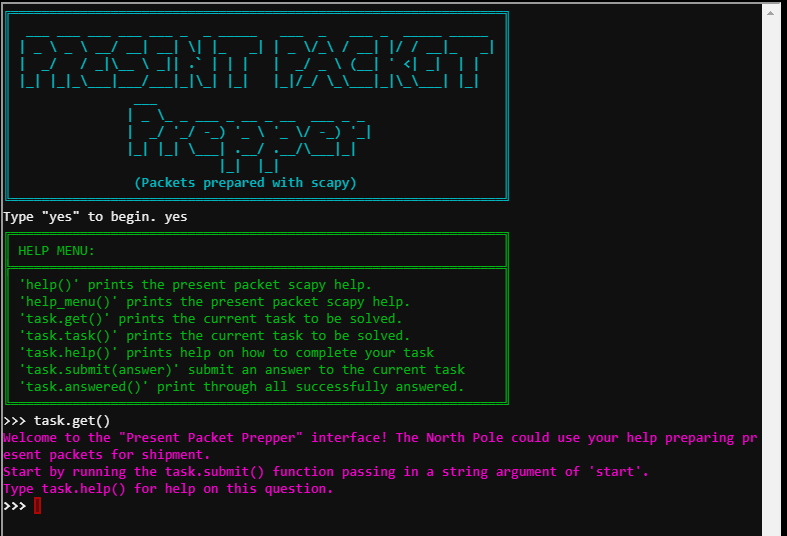 PRESENT PACKET
Prepper
(Packets prepared with scapy)
Type "yes" to begin. yes
HELP MENU:
'help()' prints the present packet scapy help.
'help_menu()' prints the present packet scapy help.
'task.get()' prints the current task to be solved.
'task.task()' prints the current task to be solved.
'task.help()' prints help on how to complete your task
'task.submit(answer)' submit an answer to the current task
'task.answered()' print through all successfully answered.
>>> task.get()
Welcome to the "Present Packet Prepper" interface! The North Pole could use your help preparing pr
esent packets for shipment.
Start by running the task.submit() function passing in a string argument of 'start'.
Type task.help() for help on this question.
>>>